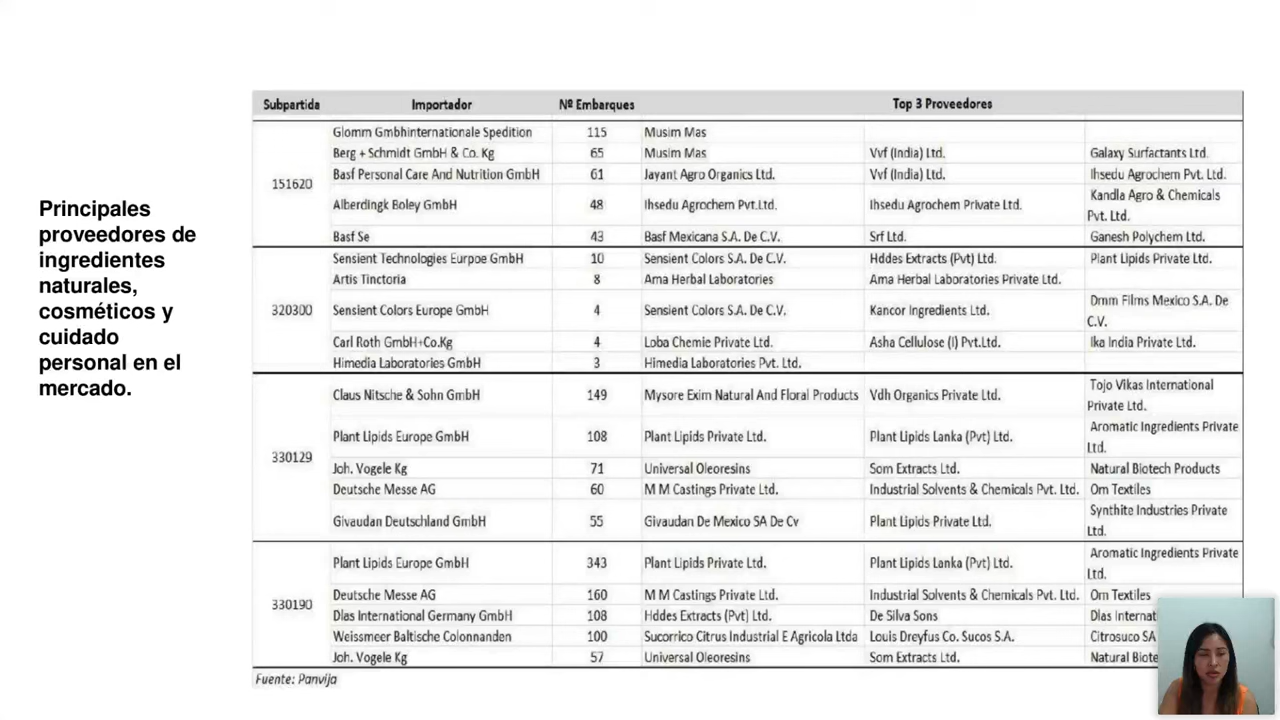 Subpartida Importador Nº Embarques Top 3 Proveedores
Glomm Gmbhinternationale Spedition 115 Musim Mas
Berg + Schmidt GmbH & Co. Kg 65 Musim Mas Vvf (India) Ltd. Galaxy Surfactants Ltd.
151620 Basf Personal Care And Nutrition GmbH 61 Jayant Agro Organics Ltd. Vvf (India) Ltd. Ihsedu Agrochem Pvt. Ltd.
Alberdingk Boley GmbH 48 Ihsedu Agrochem Pvt.Ltd. Ihsedu Agrochem Private Ltd. Kandla Agro & Chemicals
Pvt. Ltd.
Basf Se 43 Basf Mexicana S.A. De C.V. Srf Ltd. Ganesh Polychem Ltd.
Sensient Technologies Eurpoe GmbH 10 Sensient Colors S.A. De C.V. Hddes Extracts (Pvt) Ltd. Plant Lipids Private Ltd.
Artis Tinctoria 8 Ama Herbal Laboratories Ama Herbal Laboratories Private Ltd.
320300 Sensient Colors Europe GmbH 4 Sensient Colors S.A. De C.V. Kancor Ingredients Ltd. Dmm Films Mexico S.A. De
C.V.
Carl Roth GmbH+Co.Kg 4 Loba Chemie Private Ltd. Asha Cellulose (I) Pvt.Ltd. Ika India Private Ltd.
Himedia Laboratories GmbH 3 Himedia Laboratories Pvt. Ltd.
Claus Nitsche & Sohn GmbH 149 Mysore Exim Natural And Floral Products Vdh Organics Private Ltd. Tojo Vikas International
Private Ltd.
Plant Lipids Europe GmbH 108 Plant Lipids Private Ltd. Plant Lipids Lanka (Pvt) Ltd. Aromatic Ingredients Private
Ltd.
330129 Joh. Vogele Kg 71 Universal Oleoresins Som Extracts Ltd. Natural Biotech Products
Deutsche Messe AG 60 M M Castings Private Ltd. Industrial Solvents & Chemicals Pvt. Ltd. Om Textiles
Givaudan Deutschland GmbH 55 Givaudan De Mexico SA De Cv Plant Lipids Private Ltd. Synthite Industries Private
Ltd.
Plant Lipids Europe GmbH 343 Plant Lipids Private Ltd. Plant Lipids Lanka (Pvt) Ltd. Aromatic Ingredients Private
Ltd.
Deutsche Messe AG 160 M M Castings Private Ltd. Industrial Solvents & Chemicals Pvt. Ltd. Om Textiles
330190 Dlas International Germany GmbH 108 Hddes Extracts (Pvt) Ltd. De Silva Sons Dlas
Weissmeer Baltische Colonnanden 100 Sucorrico Citrus Industrial E Agricola Ltda Louis Dreyfus Co. Sucos S.A. Citrosuco SA
Joh. Vogele Kg 57 Universal Oleoresins Som Extracts Ltd. Natural
Fuente: Panvija
Principales
proveedores de
ingredientes
naturales,
cosméticos y
cuidado
personal en el
mercado.